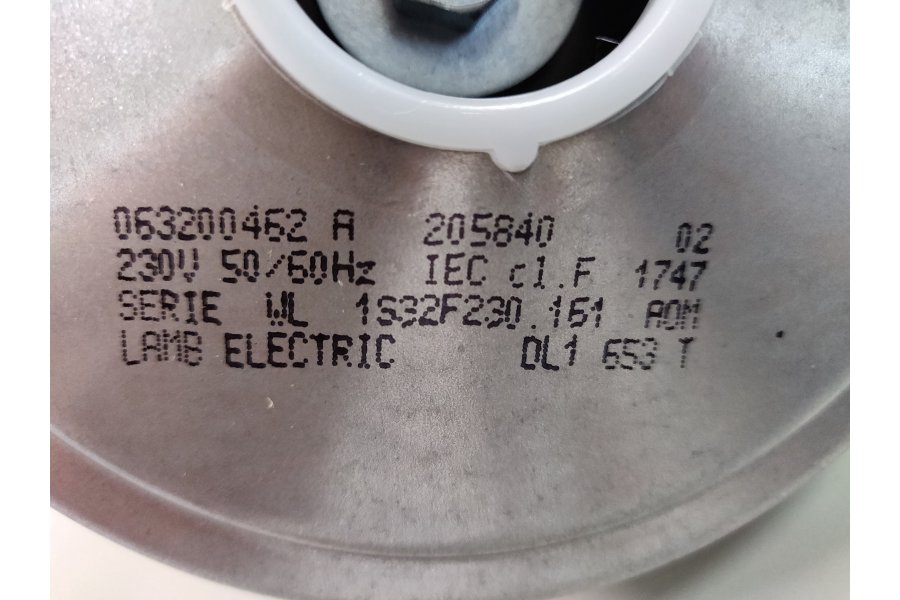 063200462 A 205840 02
230V 50/60Hz IEC cl.F 1747
SERIE WL 1S32F230.161 AOM
LAMB ELECTRIC DL1 653 T